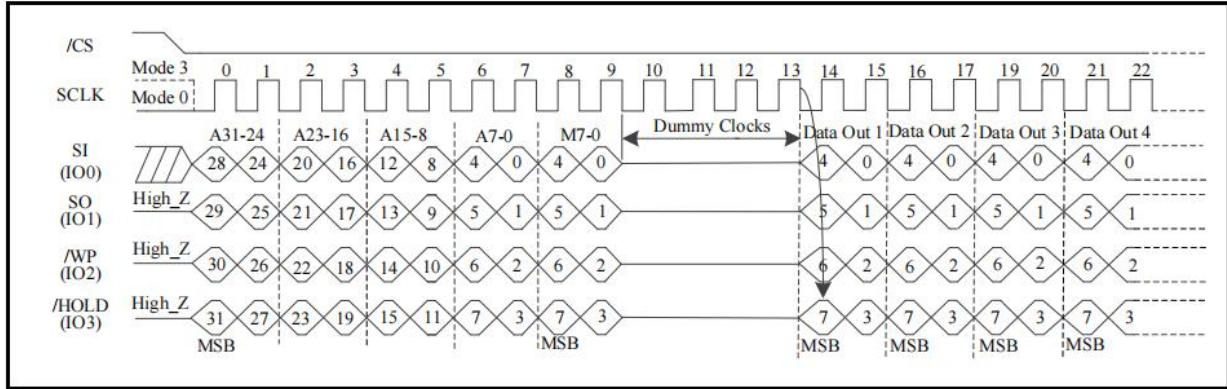 /CS
Mode 3 0 1 2 3 4 5 6 7 8 9 10 11 12 13 14 15 16 17 19 20 21 22
SCLK Mode 0
A31-24 A23-16 A15-8 A7-0 M7-0 Dummy Clocks Data Out 1 Data Out 2 Data Out 3 Data Out 4
SI
(IO0) 28 24 20 16 12 8 4 0 4 0 4 0 4 0 4 0 4 0
SO High_Z
(IO1) 29 25 21 17 13 9 5 1 5 1 5 1 5 1 5 1 5 1
/WP High_Z
(IO2) 30 26 22 18 14 10 6 2 6 2 6 2 6 2 6 2 6 2
/HOLD High_Z
(IO3) 31 27 23 19 15 11 7 3 7 3 7 3 7 3 7 3 7 3
MSB MSB MSB MSB MSB MSB